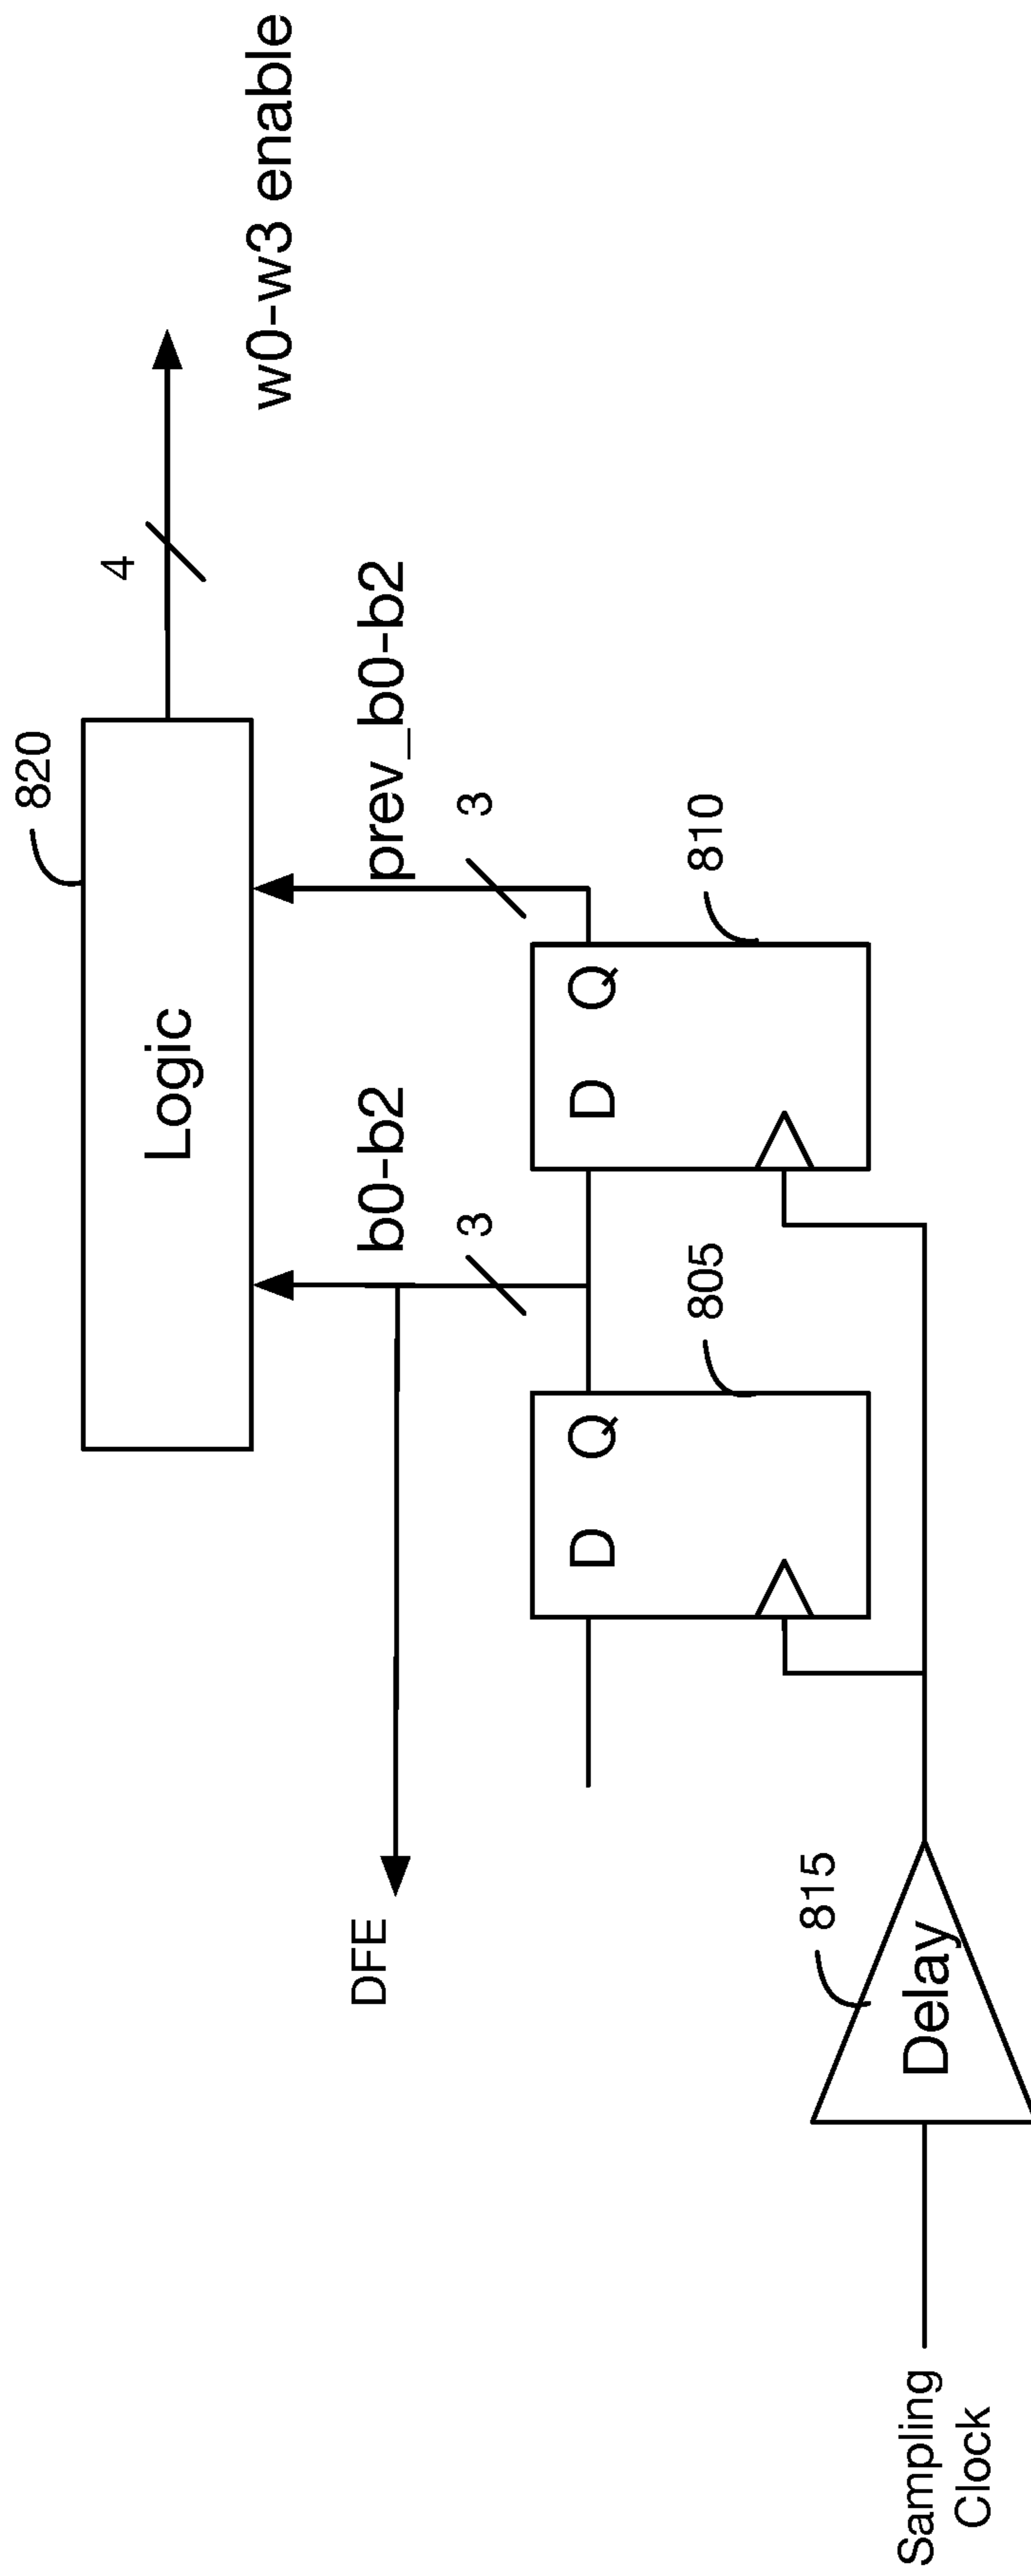 820
Logic
4
w0-w3 enable
DFE
b0-b2
prev_b0-b2
3
3
D Q
D Q
805
810
815
Delay
Sampling
Clock